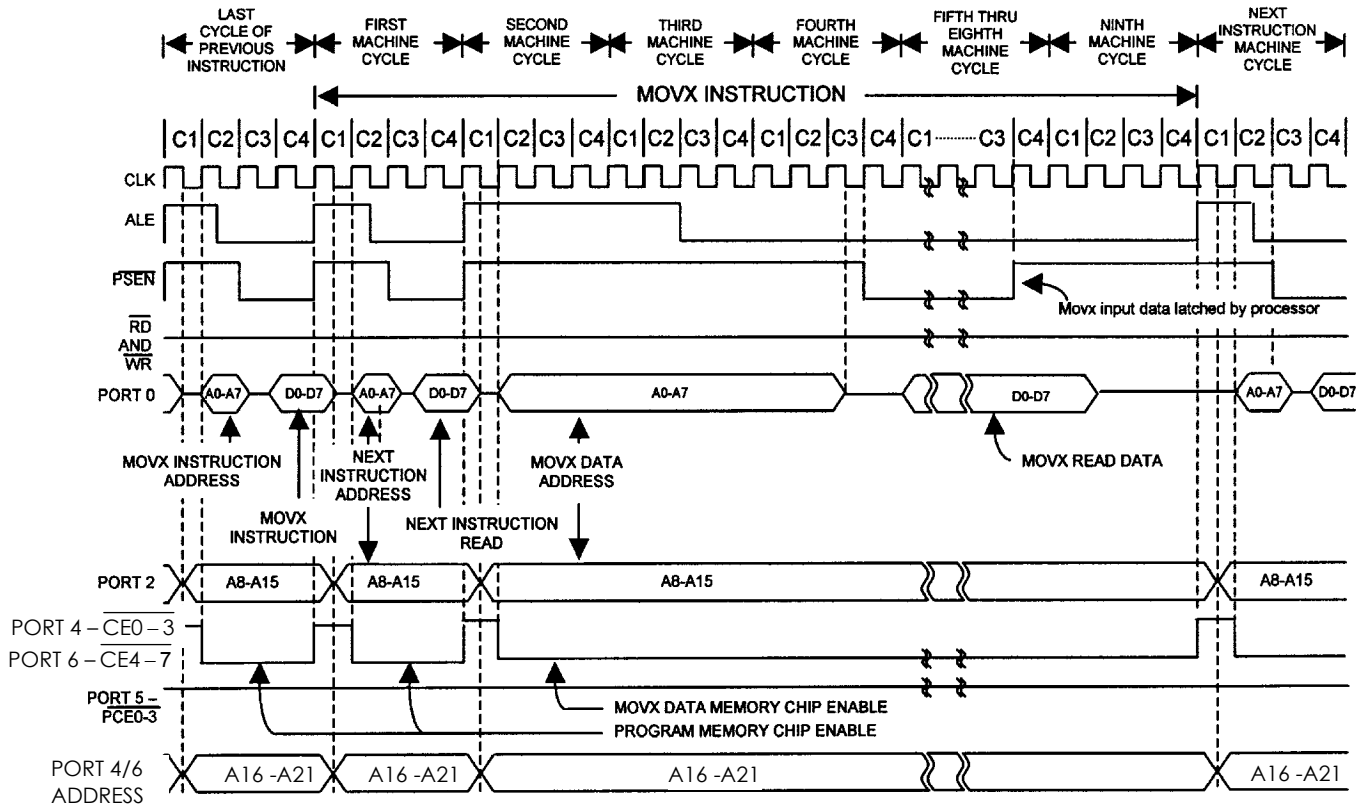 LAST
CYCLE OF
PREVIOUS
INSTRUCTION
FIRST
MACHINE
CYCLE
SECOND
MACHINE
CYCLE
THIRD
MACHINE
CYCLE
FOURTH
MACHINE
CYCLE
FIFTH THRU
EIGHTH
MACHINE
CYCLE
NINTH
MACHINE
CYCLE
NEXT
INSTRUCTION
MACHINE
CYCLE
MOVX INSTRUCTION
C1 C2 C3 C4 C1 C2 C3 C4 C1 C2 C3 C4 C1 C2 C3 C4 C1 C2 C3 C4 C1 ......... C3 C4 C1 C2 C3 C4 C1 C2 C3 C4
CLK
ALE
PSEN
Movx input data latched by processor
RD
AND
WR
PORT 0 A0-A7 D0-D7 A0-A7 D0-D7 A0-A7 D0-D7 A0-A7 D0-D7
MOVX INSTRUCTION
ADDRESS
NEXT
INSTRUCTION
ADDRESS
MOVX DATA
ADDRESS
MOVX READ DATA
MOVX
INSTRUCTION
NEXT INSTRUCTION
READ
PORT 2 A8-A15 A8-A15 A8-A15 A8-A15
PORT 4 – CE0 – 3
PORT 6 – CE4 – 7
PORT 5 –
PCE0-3
MOVX DATA MEMORY CHIP ENABLE
PROGRAM MEMORY CHIP ENABLE
PORT 4/6
ADDRESS
A16 -A21 A16 -A21 A16 -A21 A16 -A21